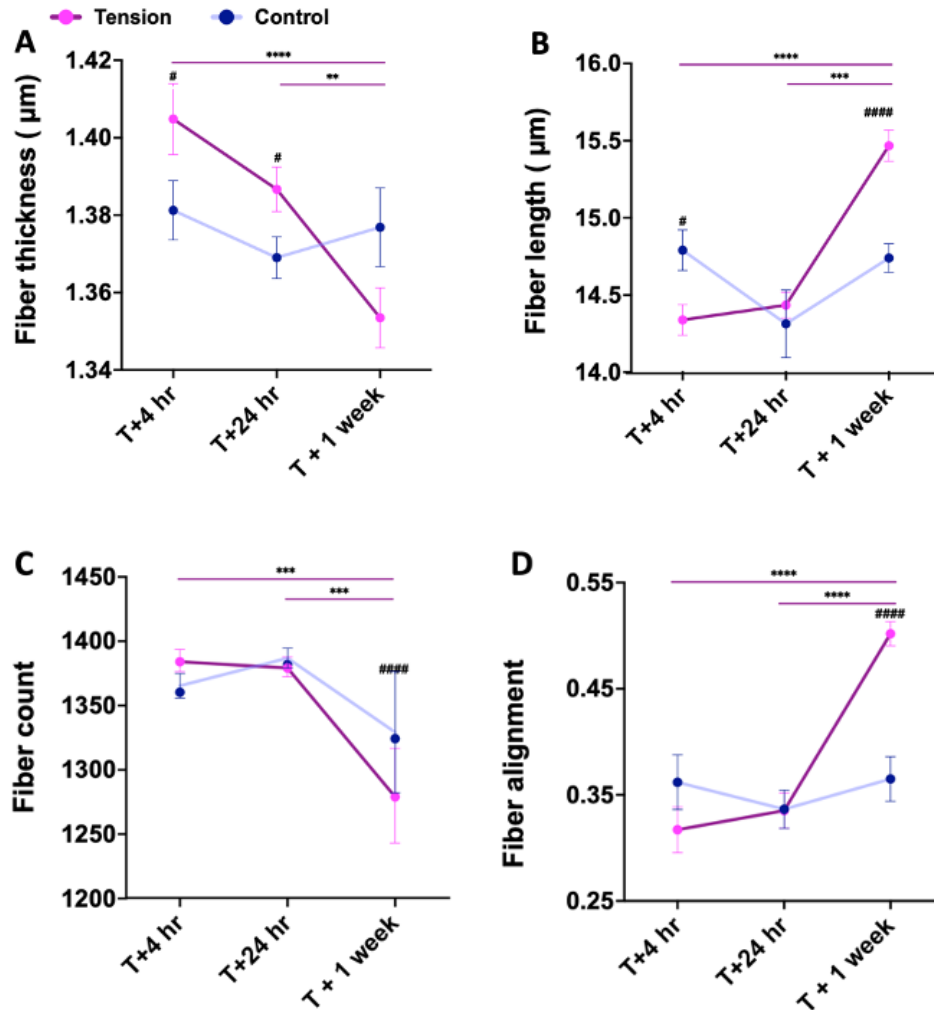 Tension Control
A
Fiber thickness ( µm)
1.42
1.40
1.38
1.36
1.34
****
**
#
#
T+4 hr
T+24 hr
T + 1 week
B
Fiber length ( µm)
16.0
15.5
15.0
14.5
14.0
****
***
####
#
T+4 hr
T+24 hr
T + 1 week
C
Fiber count
1450
1400
1350
1300
1250
1200
***
***
####
T+4 hr
T+24 hr
T + 1 week
D
Fiber alignment
0.55
0.45
0.35
0.25
****
****
####
T+4 hr
T+24 hr
T + 1 week